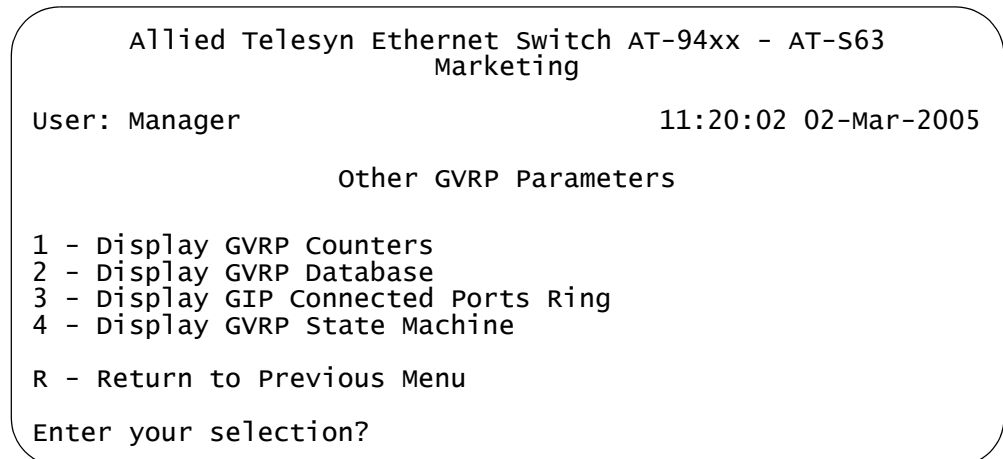 Allied Telesyn Ethernet Switch AT-94xx - AT-S63
Marketing
User: Manager 11:20:02 02-Mar-2005
Other GVRP Parameters
1 - Display GVRP Counters
2 - Display GVRP Database
3 - Display GIP Connected Ports Ring
4 - Display GVRP State Machine
R - Return to Previous Menu
Enter your selection?